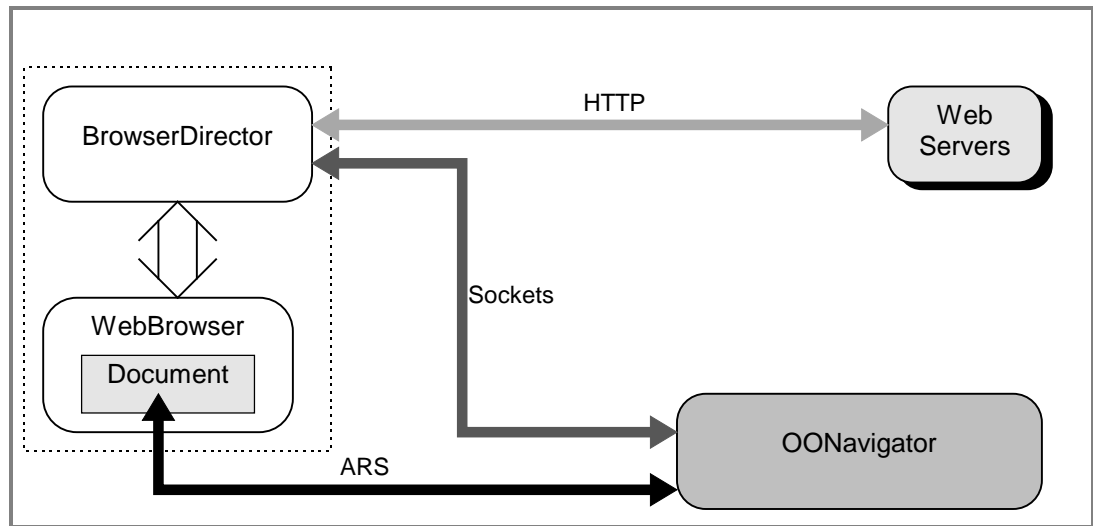 HTTP
BrowserDirector
Web
Servers
Sockets
WebBrowser
Document
ARS
OONavigator